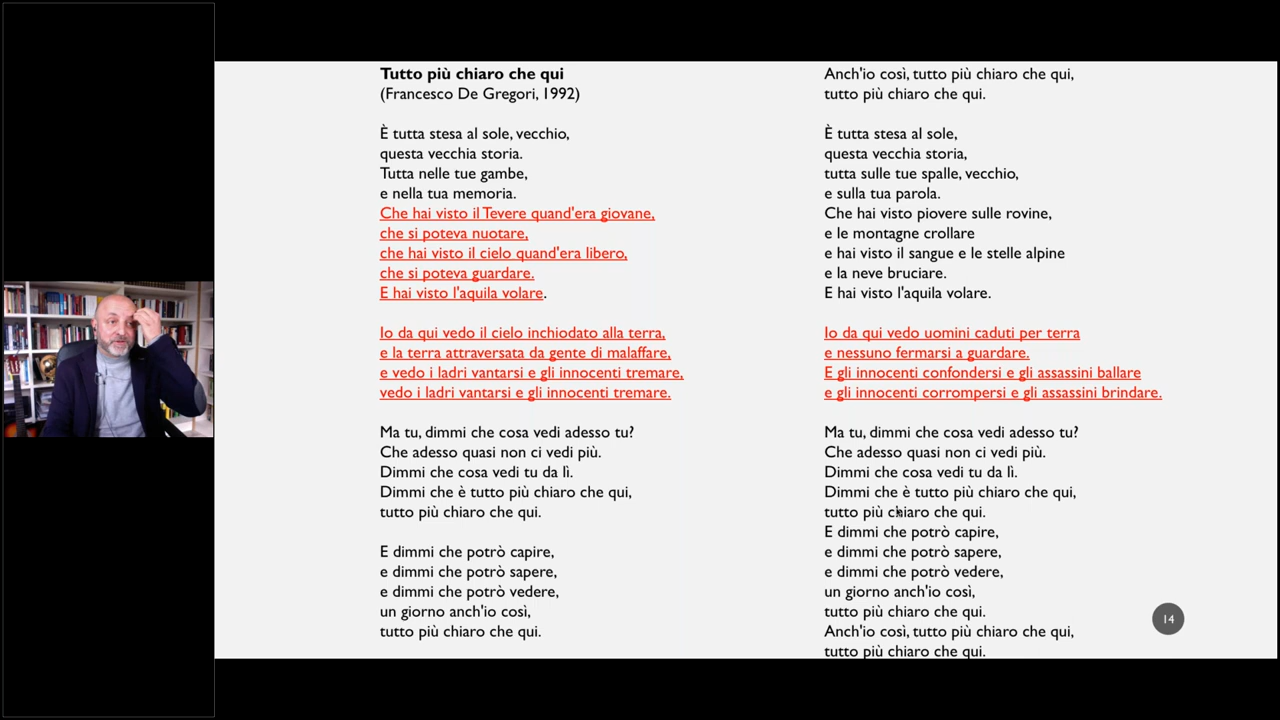 Tutto più chiaro che qui
(Francesco De Gregori, 1992)
È tutta stesa al sole, vecchio,
questa vecchia storia.
Tutta nelle tue gambe,
e nella tua memoria.
Che hai visto il Tevere quand'era giovane,
che si poteva nuotare,
che hai visto il cielo quand'era libero,
che si poteva guardare.
E hai visto l'aquila volare.
Io da qui vedo il cielo inchiodato alla terra,
e la terra attraversata da gente di malaffare,
e vedo i ladri vantarsi e gli innocenti tremare,
vedo i ladri vantarsi e gli innocenti tremare.
Ma tu, dimmi che cosa vedi adesso tu?
Che adesso quasi non ci vedi più.
Dimmi che cosa vedi tu da lì.
Dimmi che è tutto più chiaro che qui,
tutto più chiaro che qui.
E dimmi che potrò capire,
e dimmi che potrò sapere,
e dimmi che potrò vedere,
un giorno anch'io così,
tutto più chiaro che qui.
Anch'io così, tutto più chiaro che qui,
tutto più chiaro che qui.
È tutta stesa al sole,
questa vecchia storia,
tutta sulle tue spalle, vecchio,
e sulla tua parola.
Che hai visto piovere sulle rovine,
e le montagne crollare
e hai visto il sangue e le stelle alpine
e la neve bruciare.
E hai visto l'aquila volare.
Io da qui vedo uomini caduti per terra
e nessuno fermarsi a guardare.
E gli innocenti confondersi e gli assassini ballare
e gli innocenti corrompersi e gli assassini brindare.
Ma tu, dimmi che cosa vedi adesso tu?
Che adesso quasi non ci vedi più.
Dimmi che cosa vedi tu da lì.
Dimmi che è tutto più chiaro che qui,
tutto più chiaro che qui.
E dimmi che potrò capire,
e dimmi che potrò sapere,
e dimmi che potrò vedere,
un giorno anch'io così,
tutto più chiaro che qui.
Anch'io così, tutto più chiaro che qui,
tutto più chiaro che qui.
14